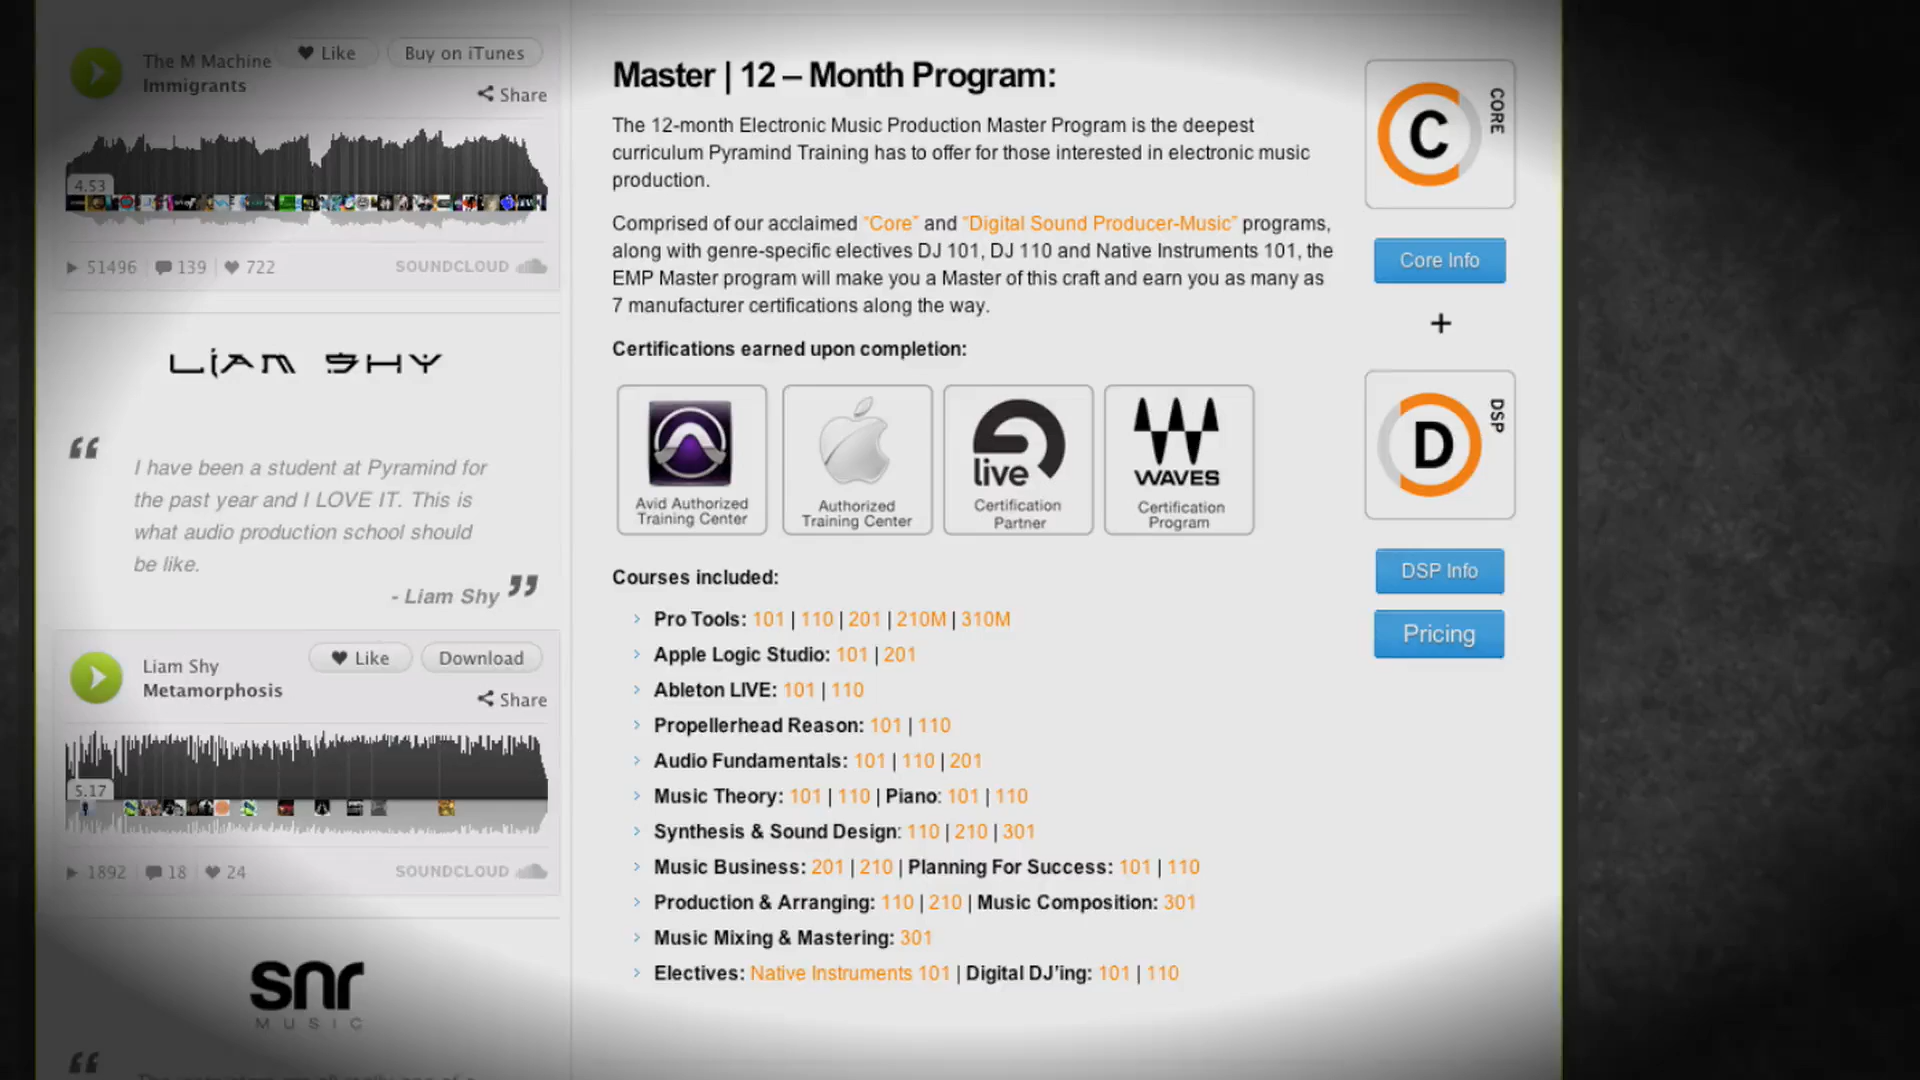 The M Machine
Immigrants
Like
Buy on iTunes
Share
4.53
51496
139
722
SOUNDCLOUD
LIAM SHY
“
I have been a student at Pyramind for
the past year and I LOVE IT. This is
what audio production school should
be like.
- Liam Shy ”
Liam Shy
Metamorphosis
Like
Download
Share
5.17
1892
18
24
SOUNDCLOUD
snr
MUSIC
“
Master | 12 – Month Program:
The 12-month Electronic Music Production Master Program is the deepest
curriculum Pyramind Training has to offer for those interested in electronic music
production.
Comprised of our acclaimed “Core” and “Digital Sound Producer-Music” programs,
along with genre-specific electives DJ 101, DJ 110 and Native Instruments 101, the
EMP Master program will make you a Master of this craft and earn you as many as
7 manufacturer certifications along the way.
Certifications earned upon completion:
Avid Authorized
Training Center
Authorized
Training Center
live
Certification
Partner
WAVES
Certification
Program
Courses included:
Pro Tools: 101 | 110 | 201 | 210M | 310M
Apple Logic Studio: 101 | 201
Ableton LIVE: 101 | 110
Propellerhead Reason: 101 | 110
Audio Fundamentals: 101 | 110 | 201
Music Theory: 101 | 110 | Piano: 101 | 110
Synthesis & Sound Design: 110 | 210 | 301
Music Business: 201 | 210 | Planning For Success: 101 | 110
Production & Arranging: 110 | 210 | Music Composition: 301
Music Mixing & Mastering: 301
Electives: Native Instruments 101 | Digital DJ’ing: 101 | 110
C
CORE
Core Info
+
D
DSP
DSP Info
Pricing